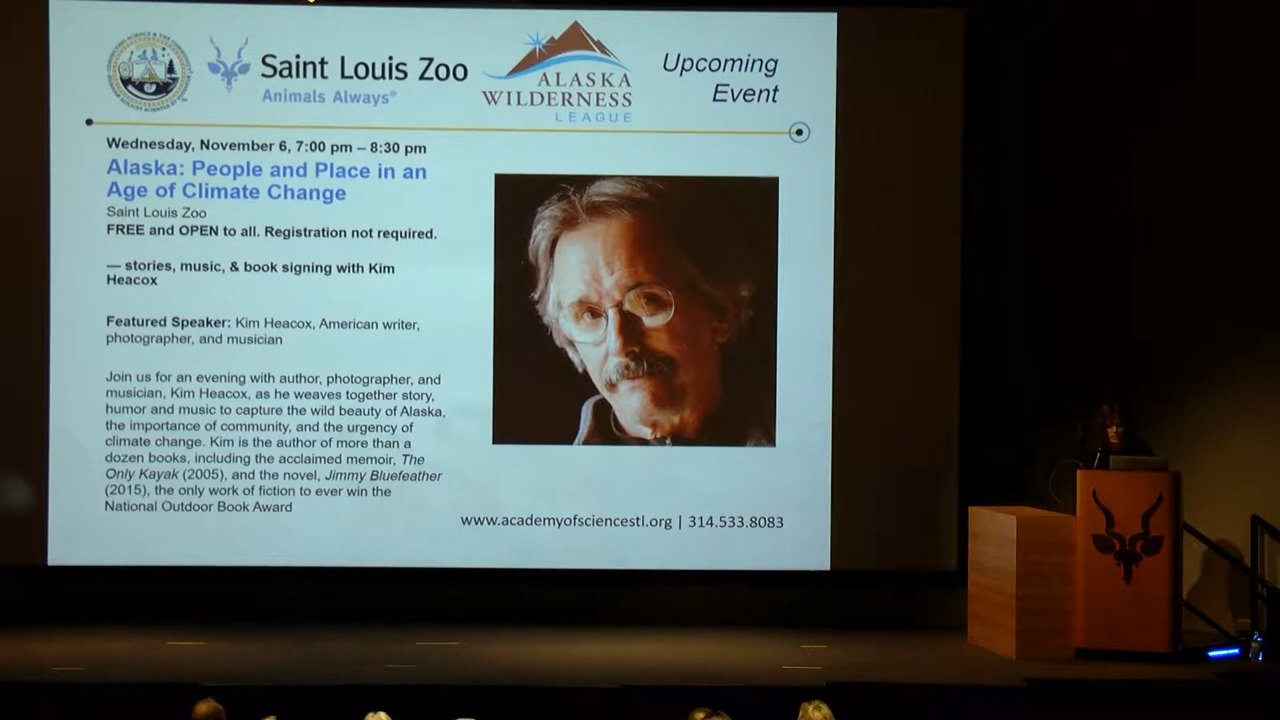 Saint Louis Zoo
Animals Always®
ALASKA
WILDERNESS
LEAGUE
Upcoming
Event
Wednesday, November 6, 7:00 pm – 8:30 pm
Alaska: People and Place in an
Age of Climate Change
Saint Louis Zoo
FREE and OPEN to all. Registration not required.
— stories, music, & book signing with Kim
Heacox
Featured Speaker: Kim Heacox, American writer,
photographer, and musician
Join us for an evening with author, photographer, and
musician, Kim Heacox, as he weaves together story,
humor and music to capture the wild beauty of Alaska,
the importance of community, and the urgency of
climate change. Kim is the author of more than a
dozen books, including the acclaimed memoir, The
Only Kayak (2005), and the novel, Jimmy Bluefeather
(2015), the only work of fiction to ever win the
National Outdoor Book Award
www.academyofsciencestl.org | 314.533.8083